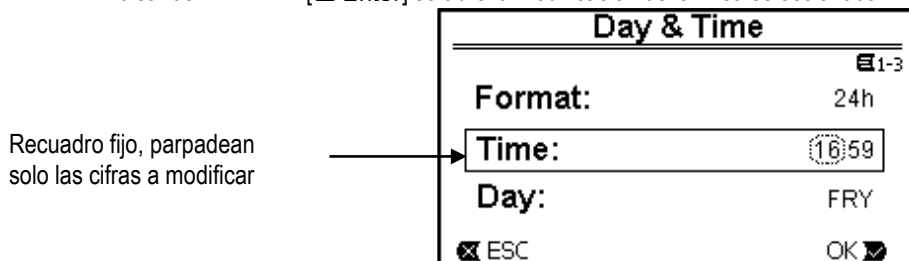 Day & Time
1-3
Format: 24h
Recuadro fijo, parpadean
solo las cifras a modificar
Time: 16:59
Day: FRY
ESC OK